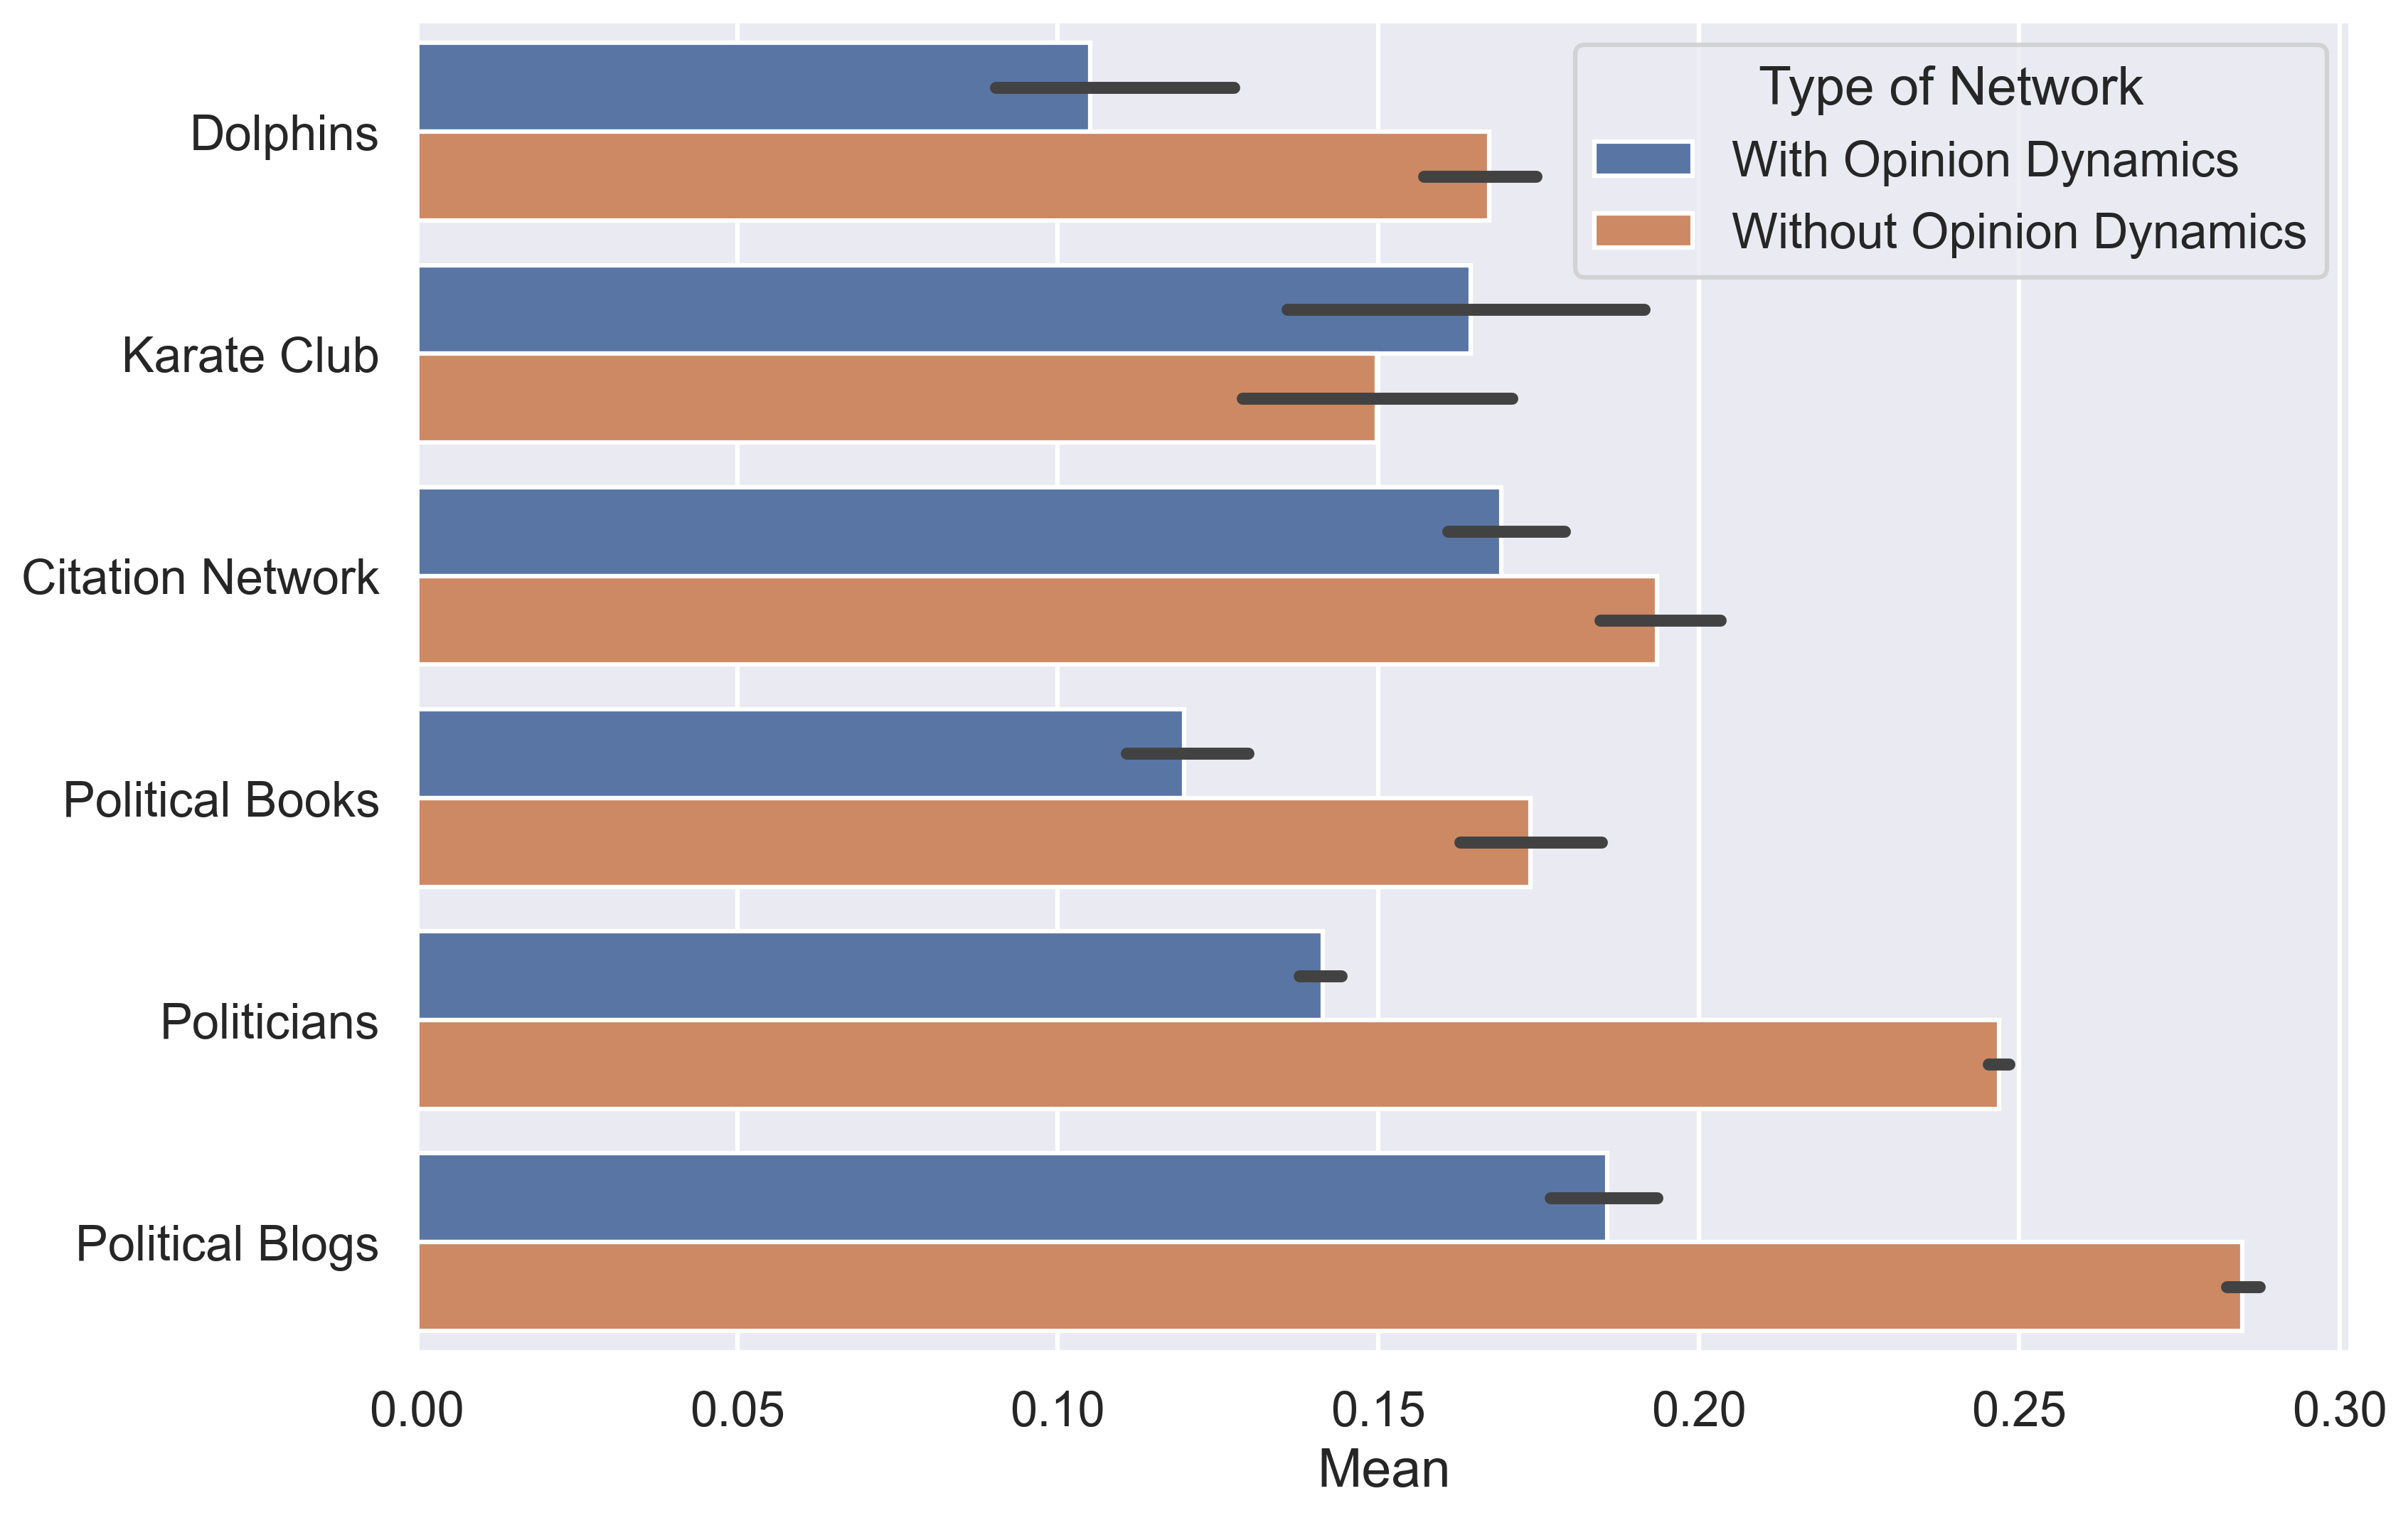 Type of Network
With Opinion Dynamics
Without Opinion Dynamics
Dolphins
Karate Club
Citation Network
Political Books
Politicians
Political Blogs
0.00 0.05 0.10 0.15 0.20 0.25 0.30
Mean